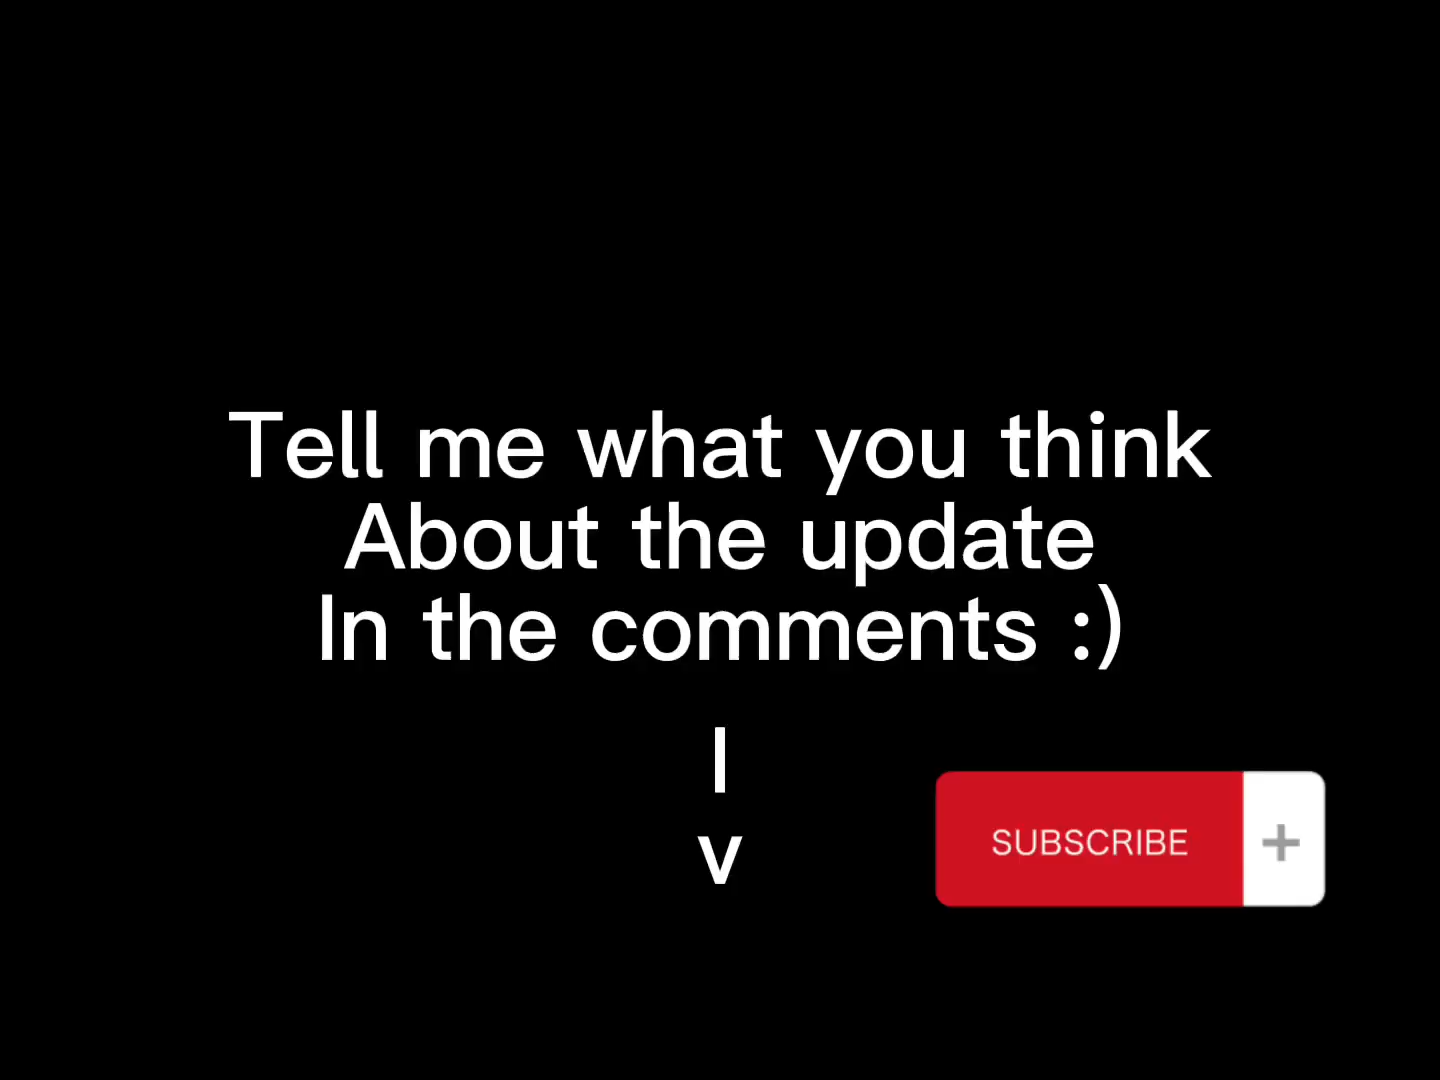 Tell me what you think
About the update
In the comments :)
|
v
SUBSCRIBE +